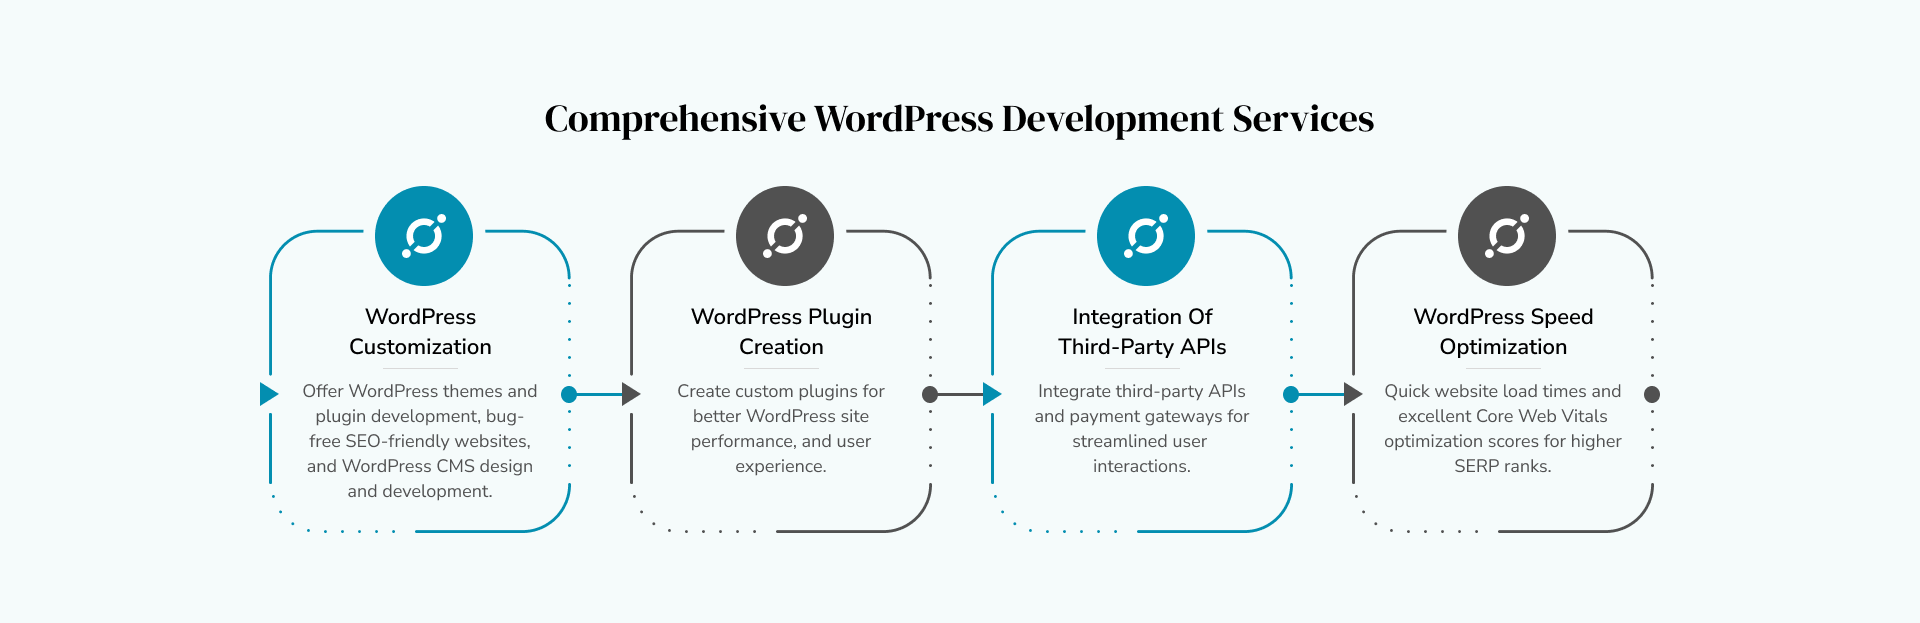 Comprehensive WordPress Development Services
WordPress
Customization
Offer WordPress themes and
plugin development, bug-
free SEO-friendly websites,
and WordPress CMS design
and development.
WordPress Plugin
Creation
Create custom plugins for
better WordPress site
performance, and user
experience.
Integration Of
Third-Party APIs
Integrate third-party APIs
and payment gateways for
streamlined user
interactions.
WordPress Speed
Optimization
Quick website load times and
excellent Core Web Vitals
optimization scores for higher
SERP ranks.